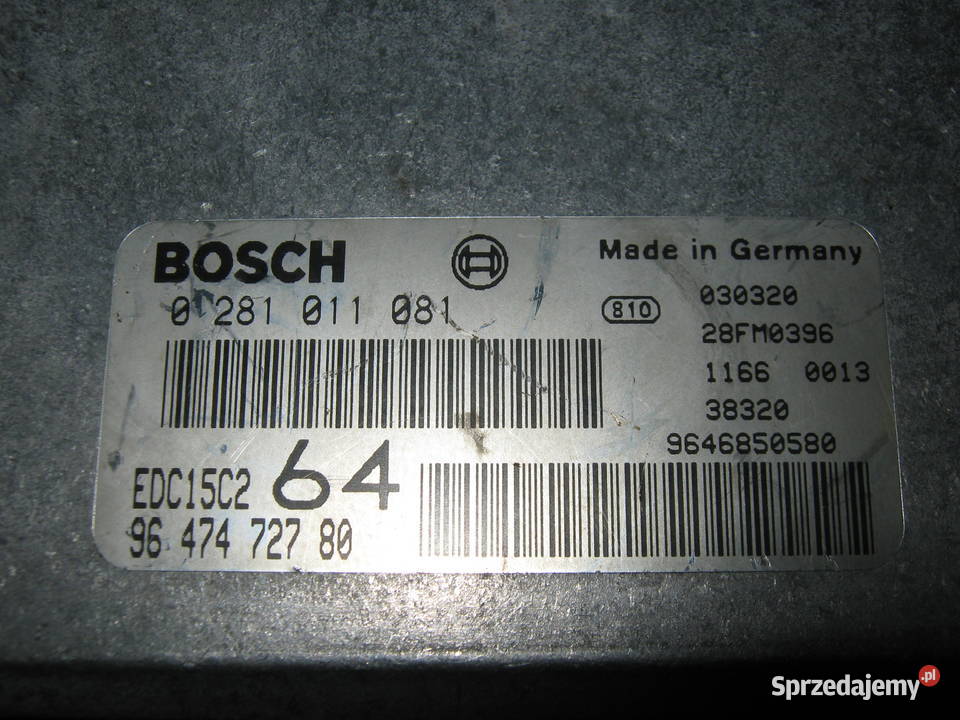 BOSCH
Made in Germany
0 281 011 081
810
030320
28FM0396
1166 0013
38320
9646850580
EDC15C2
64
96 474 727 80
Sprzedajemy.pl